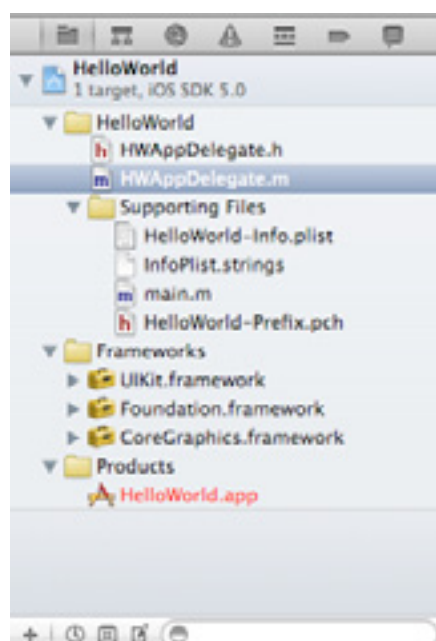 HelloWorld
1 target, iOS SDK 5.0
HelloWorld
h HWAppDelegate.h
m HWAppDelegate.m
Supporting Files
HelloWorld-Info.plist
InfoPlist.strings
m main.m
h HelloWorld-Prefix.pch
Frameworks
UIKit.framework
Foundation.framework
CoreGraphics.framework
Products
HelloWorld.app